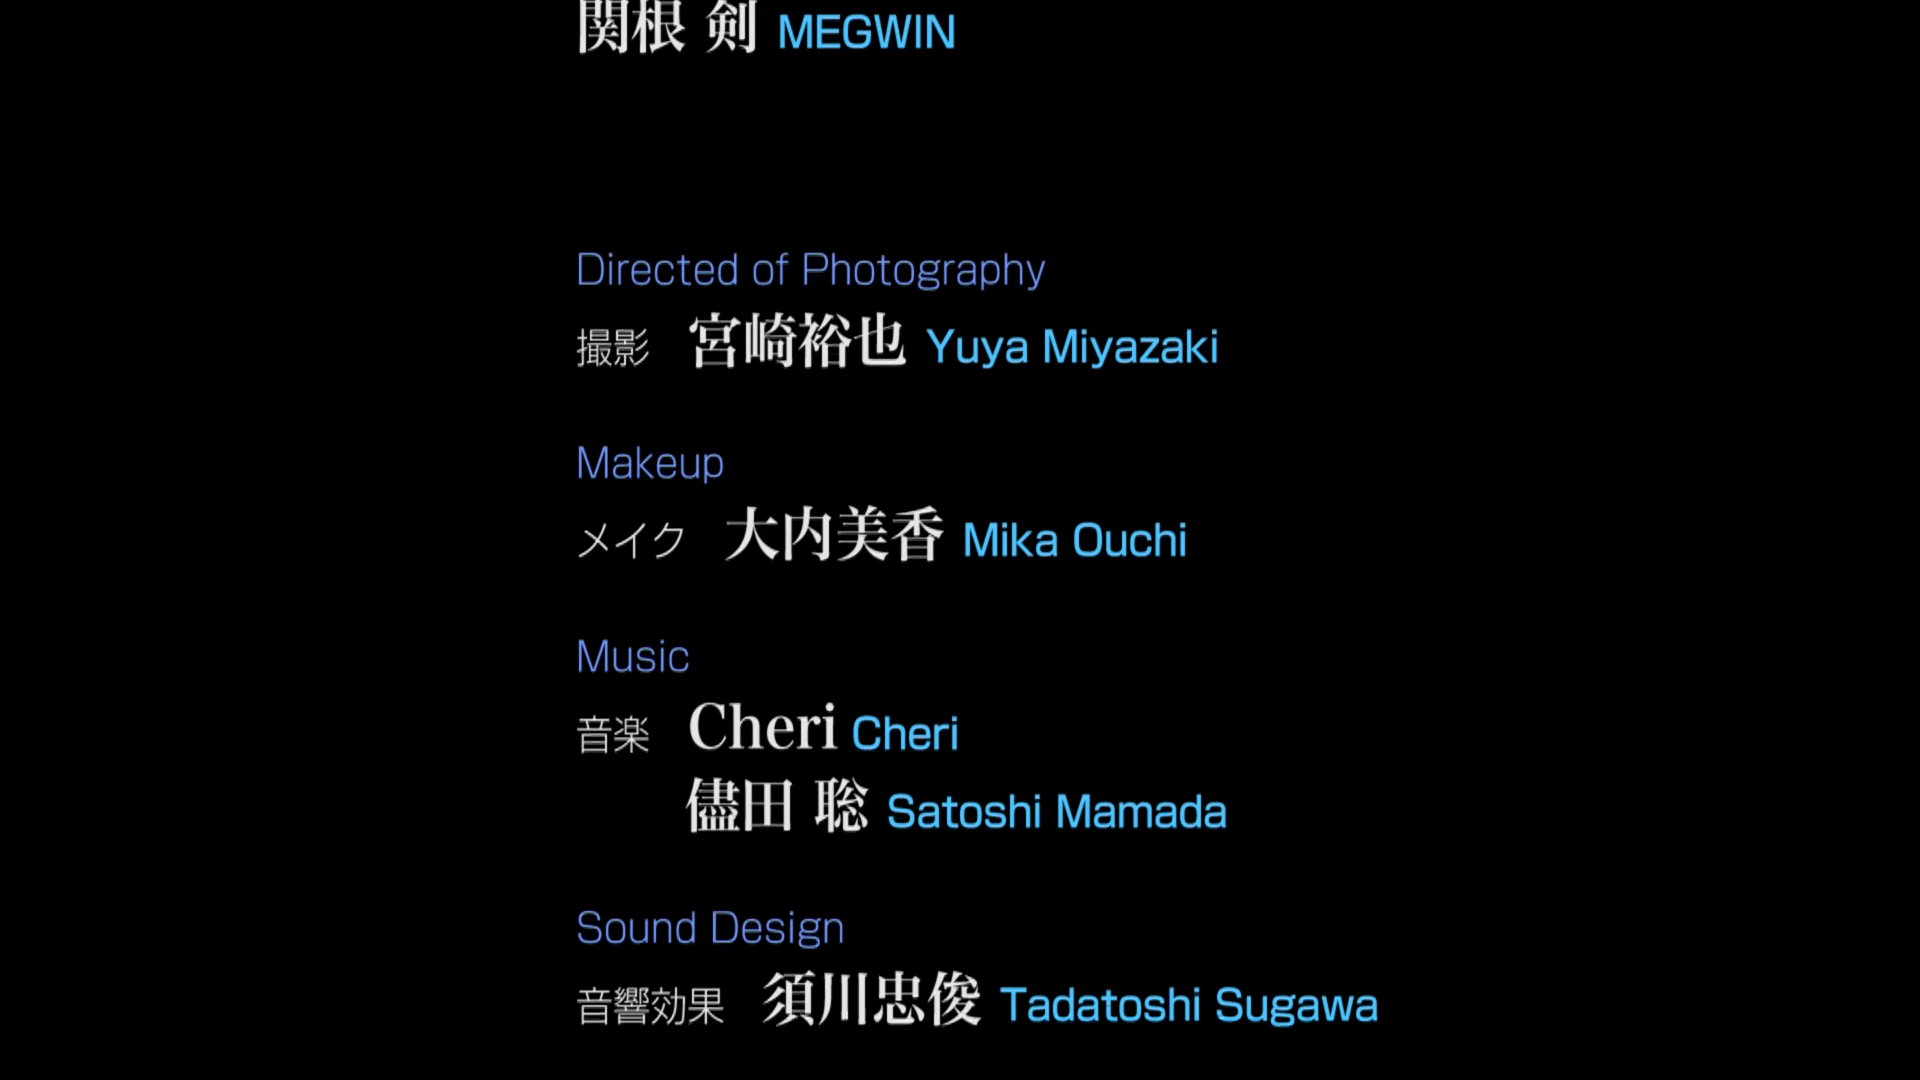 関根 剣 MEGWIN
Directed of Photography
撮影 宮崎裕也 Yuya Miyazaki
Makeup
メイク 大内美香 Mika Ouchi
Music
音楽 Cheri Cheri
儘田 聡 Satoshi Mamada
Sound Design
音響効果 須川忠俊 Tadatoshi Sugawa